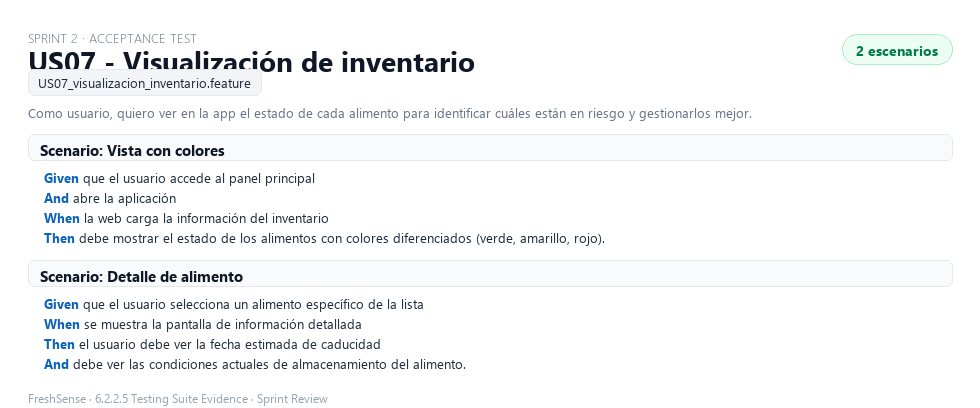 SPRINT 2 · ACCEPTANCE TEST
US07 - Visualización de inventario
2 escenarios
US07_visualizacion_inventario.feature
Como usuario, quiero ver en la app el estado de cada alimento para identificar cuáles están en riesgo y gestionarlos mejor.
Scenario: Vista con colores
Given que el usuario accede al panel principal
And abre la aplicación
When la web carga la información del inventario
Then debe mostrar el estado de los alimentos con colores diferenciados (verde, amarillo, rojo).
Scenario: Detalle de alimento
Given que el usuario selecciona un alimento específico de la lista
When se muestra la pantalla de información detallada
Then el usuario debe ver la fecha estimada de caducidad
And debe ver las condiciones actuales de almacenamiento del alimento.
FreshSense · 6.2.2.5 Testing Suite Evidence · Sprint Review